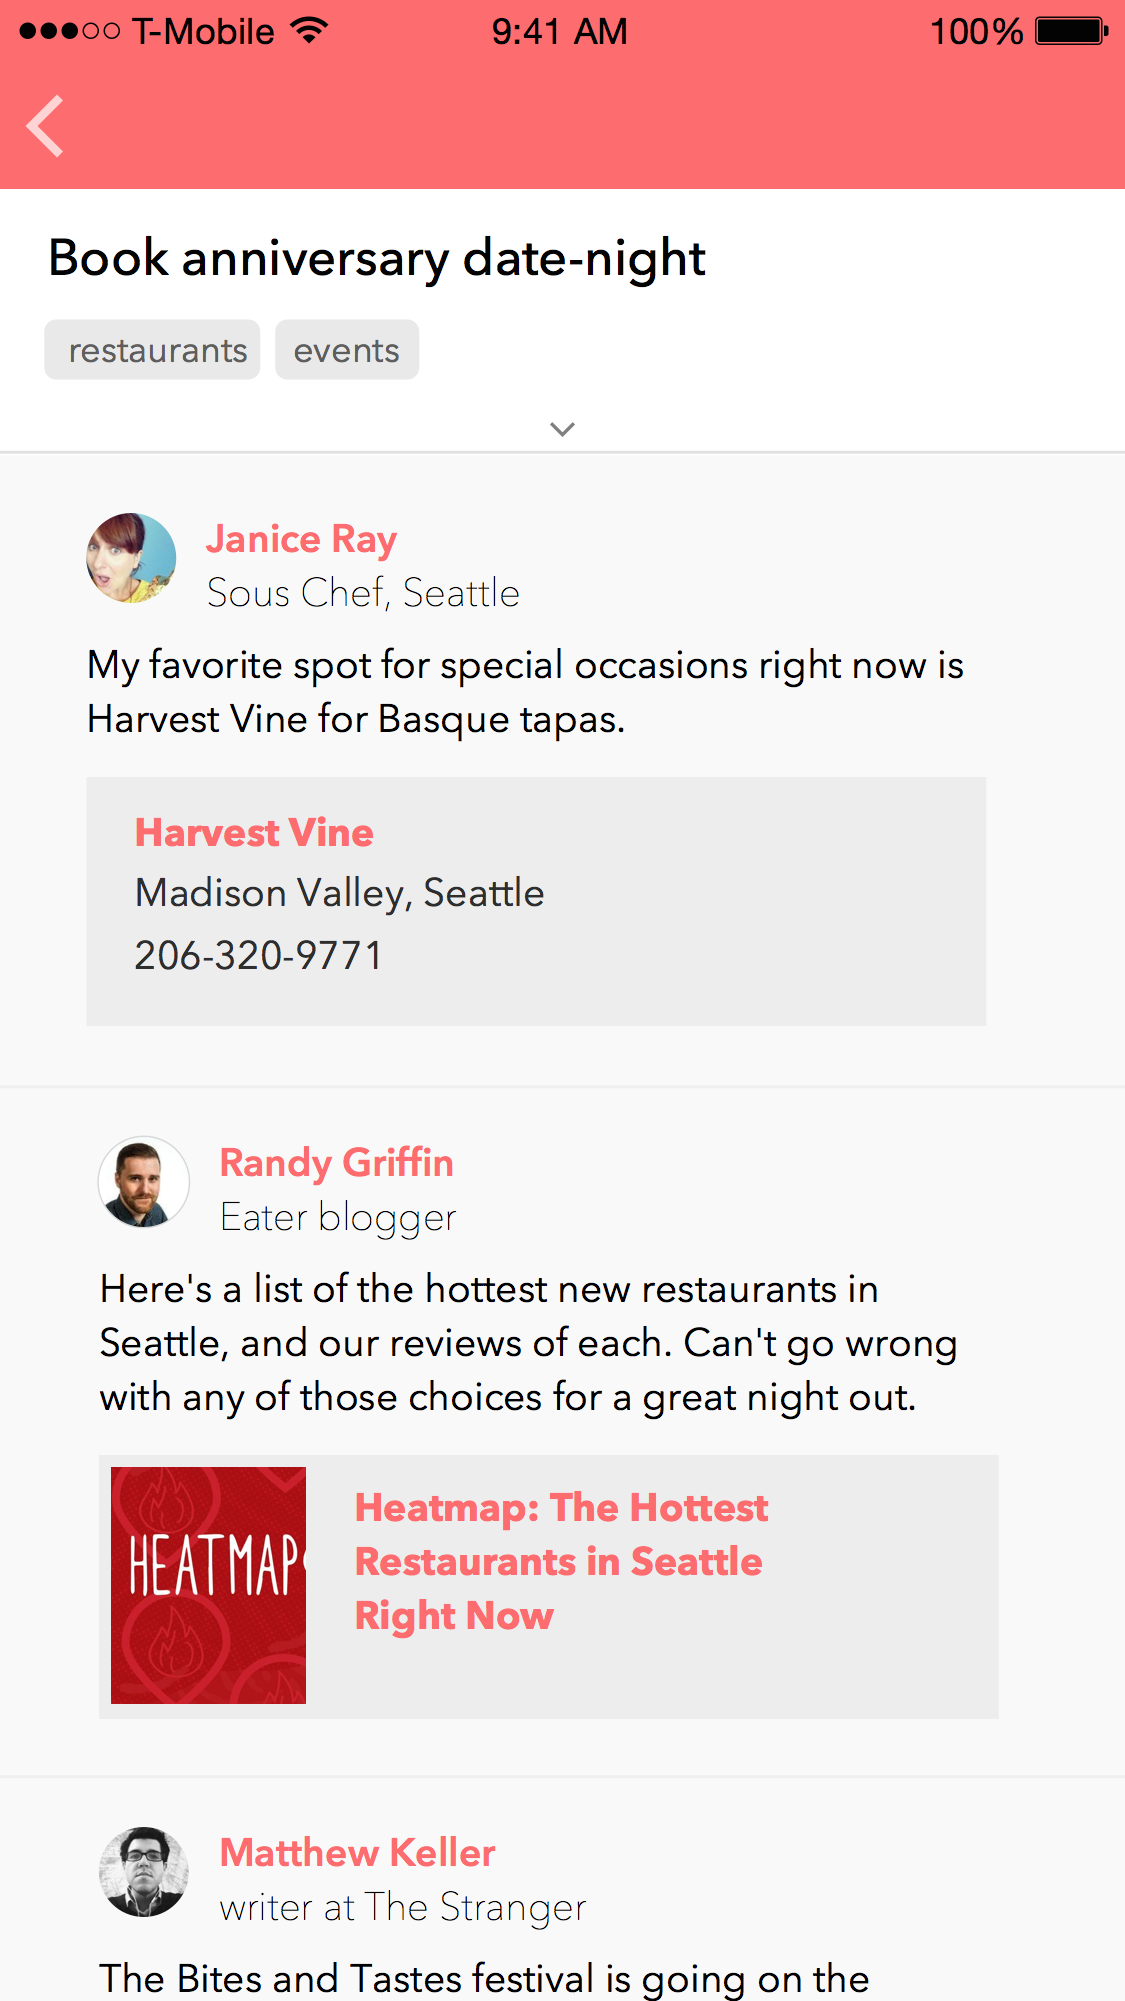 T-Mobile 9:41 AM 100%
Book anniversary date-night
restaurants events
Janice Ray
Sous Chef, Seattle
My favorite spot for special occasions right now is
Harvest Vine for Basque tapas.
Harvest Vine
Madison Valley, Seattle
206-320-9771
Randy Griffin
Eater blogger
Here's a list of the hottest new restaurants in
Seattle, and our reviews of each. Can't go wrong
with any of those choices for a great night out.
HEATMAP
Heatmap: The Hottest
Restaurants in Seattle
Right Now
Matthew Keller
writer at The Stranger
The Bites and Tastes festival is going on the